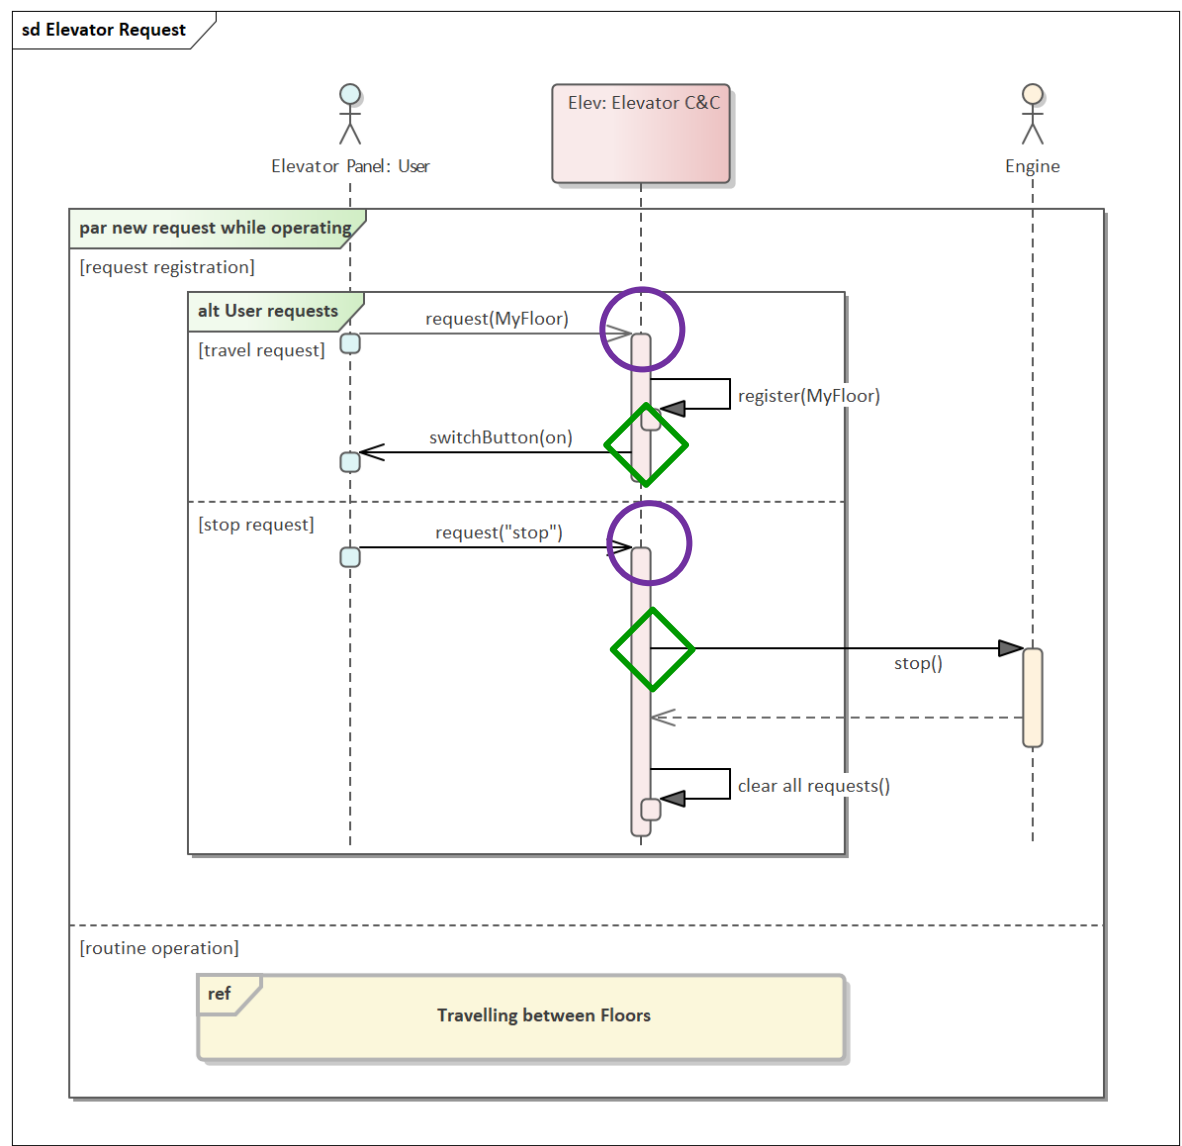 sd Elevator Request
Elevator Panel: User
Elev: Elevator C&C
Engine
par new request while operating
[request registration]
alt User requests
request(MyFloor)
[travel request]
register(MyFloor)
switchButton(on)
[stop request]
request("stop")
stop()
clear all requests()
[routine operation]
ref
Travelling between Floors